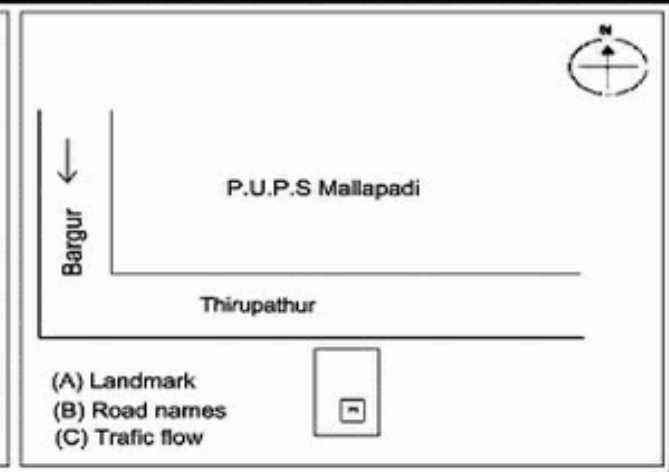 N
P.U.P.S Mallapadi
Bargur
Thirupathur
(A) Landmark
(B) Road names
(C) Trafic flow